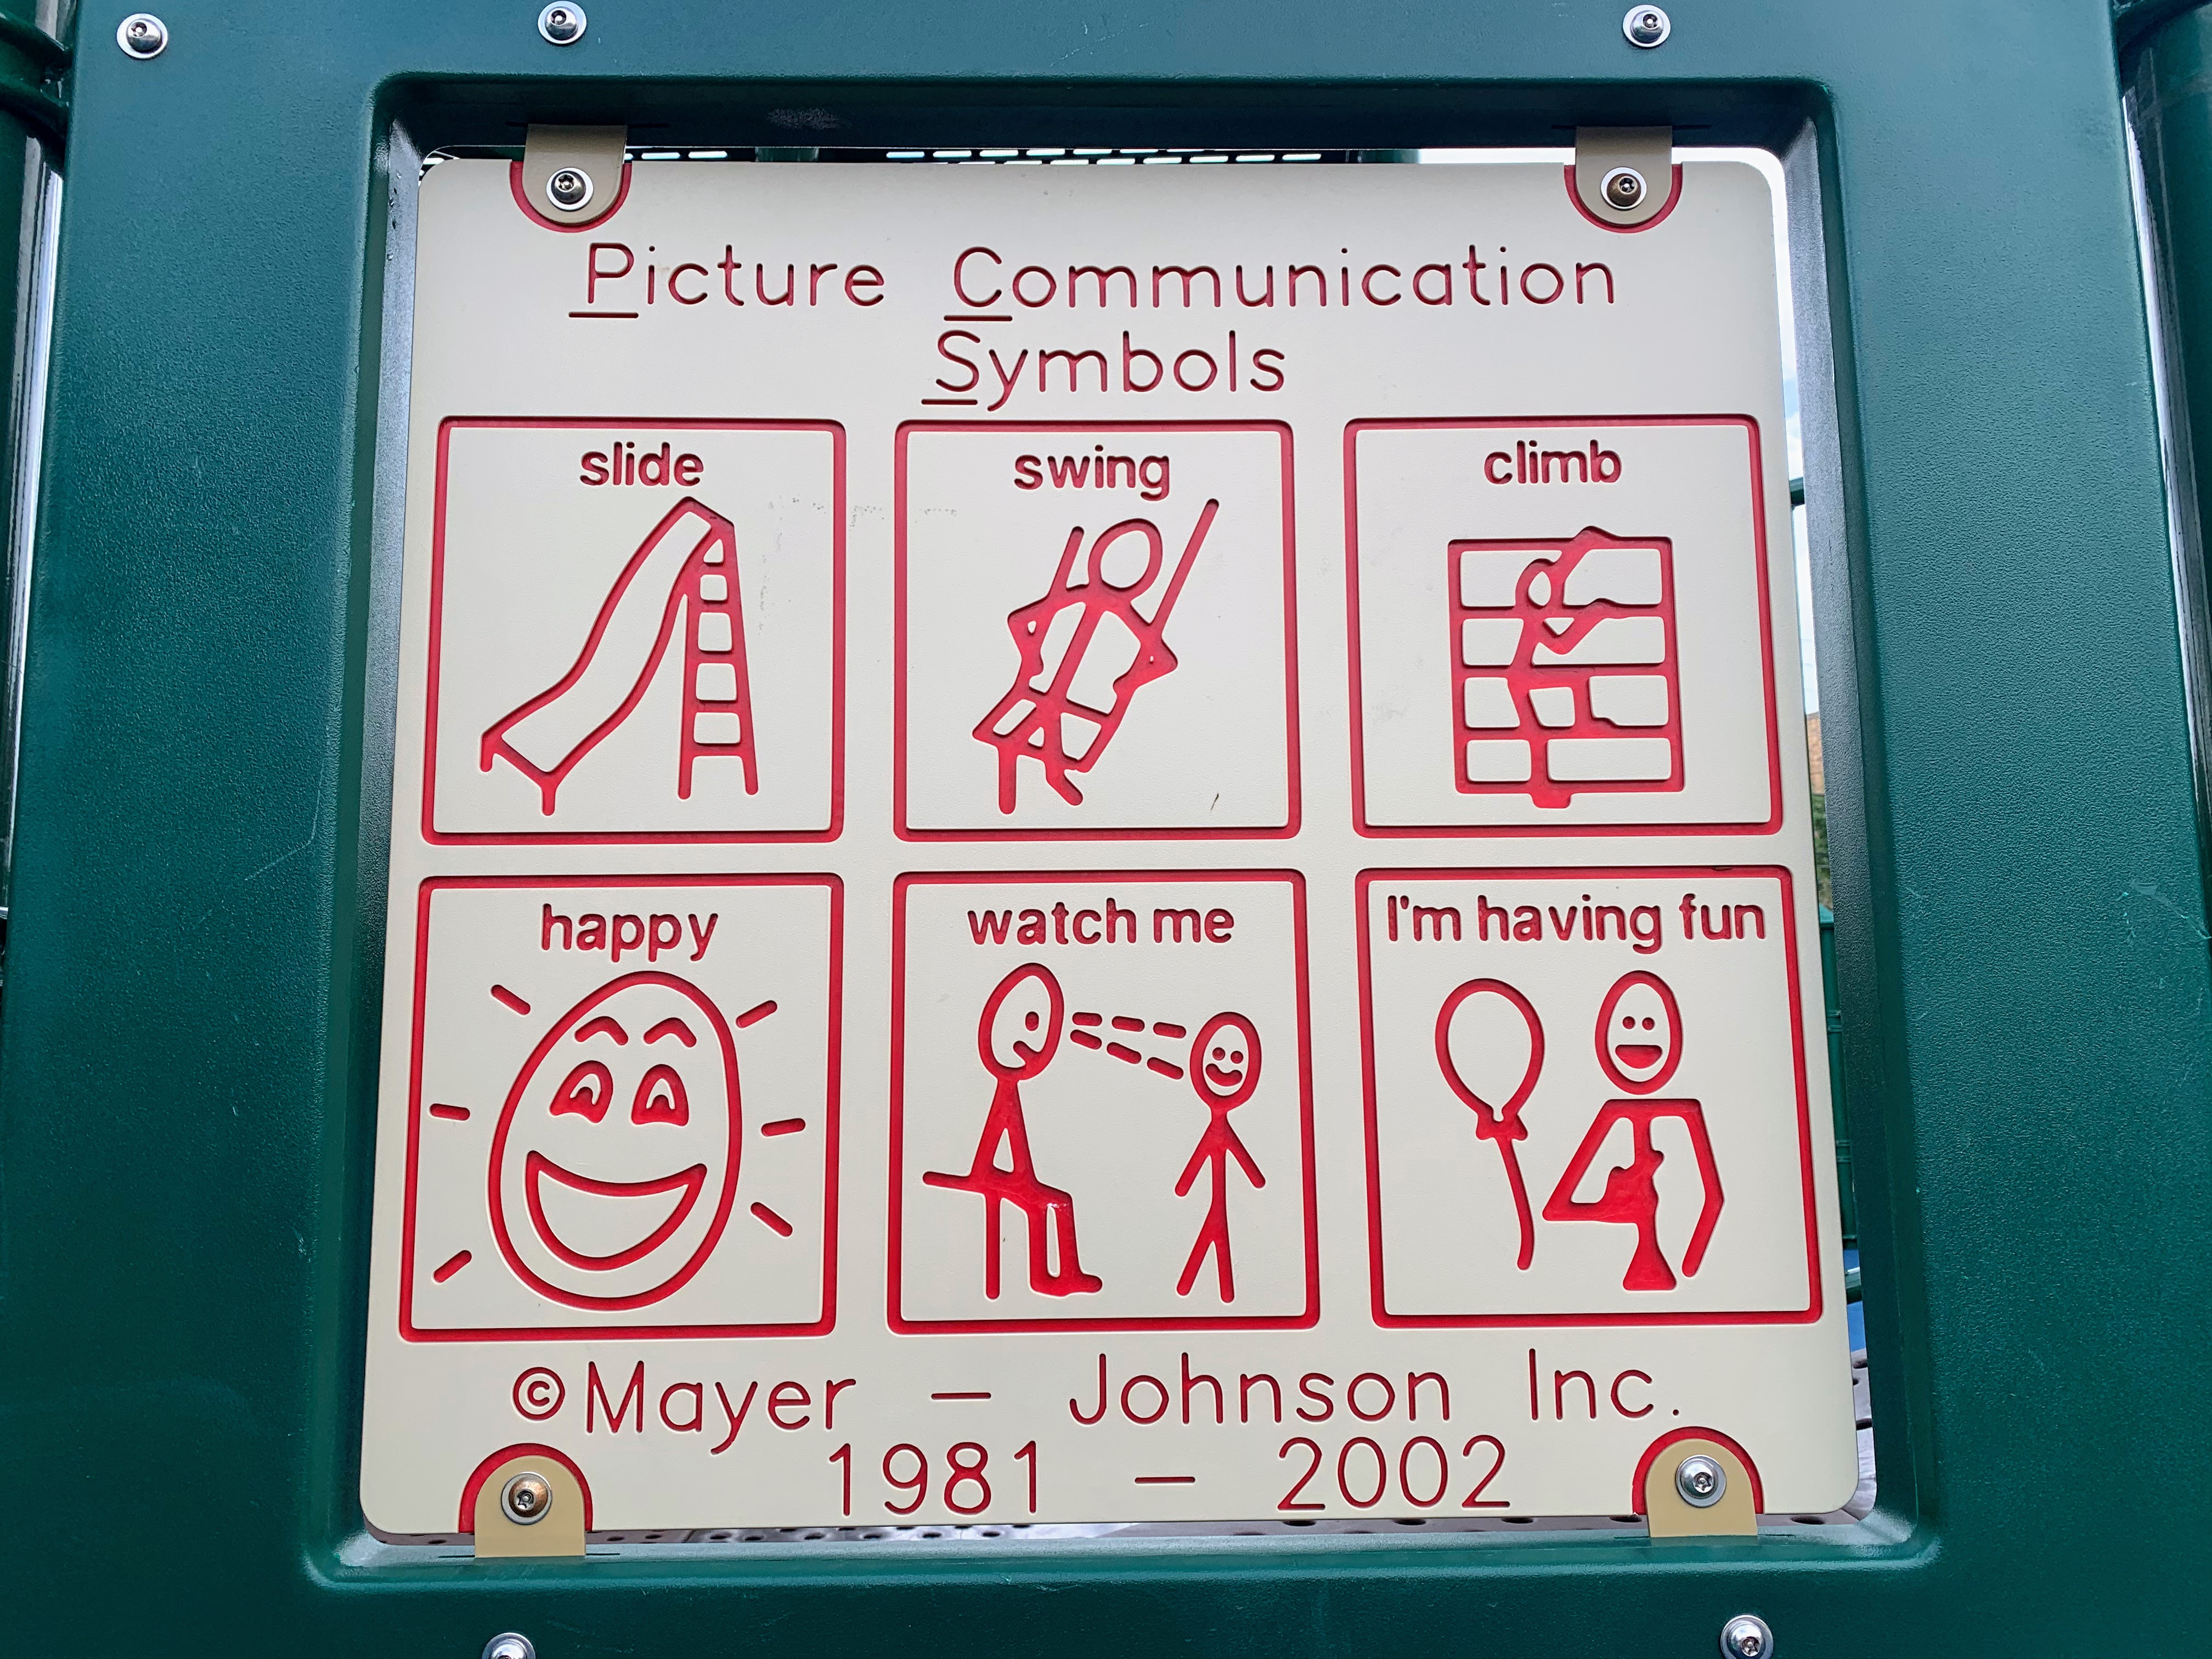 Picture Communication
Symbols
slide
swing
climb
happy
watch me
I'm having fun
©Mayer - Johnson Inc.
1981 - 2002